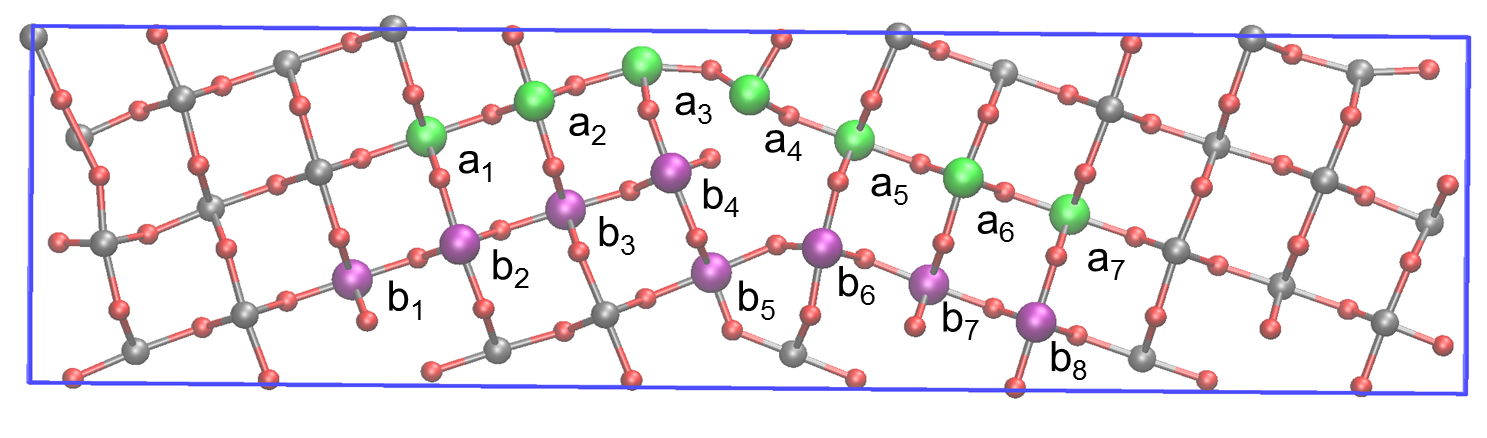 a₁ a₂ a₃ a₄ a₅ a₆ a₇
b₁ b₂ b₃ b₄ b₅ b₆ b₇ b₈